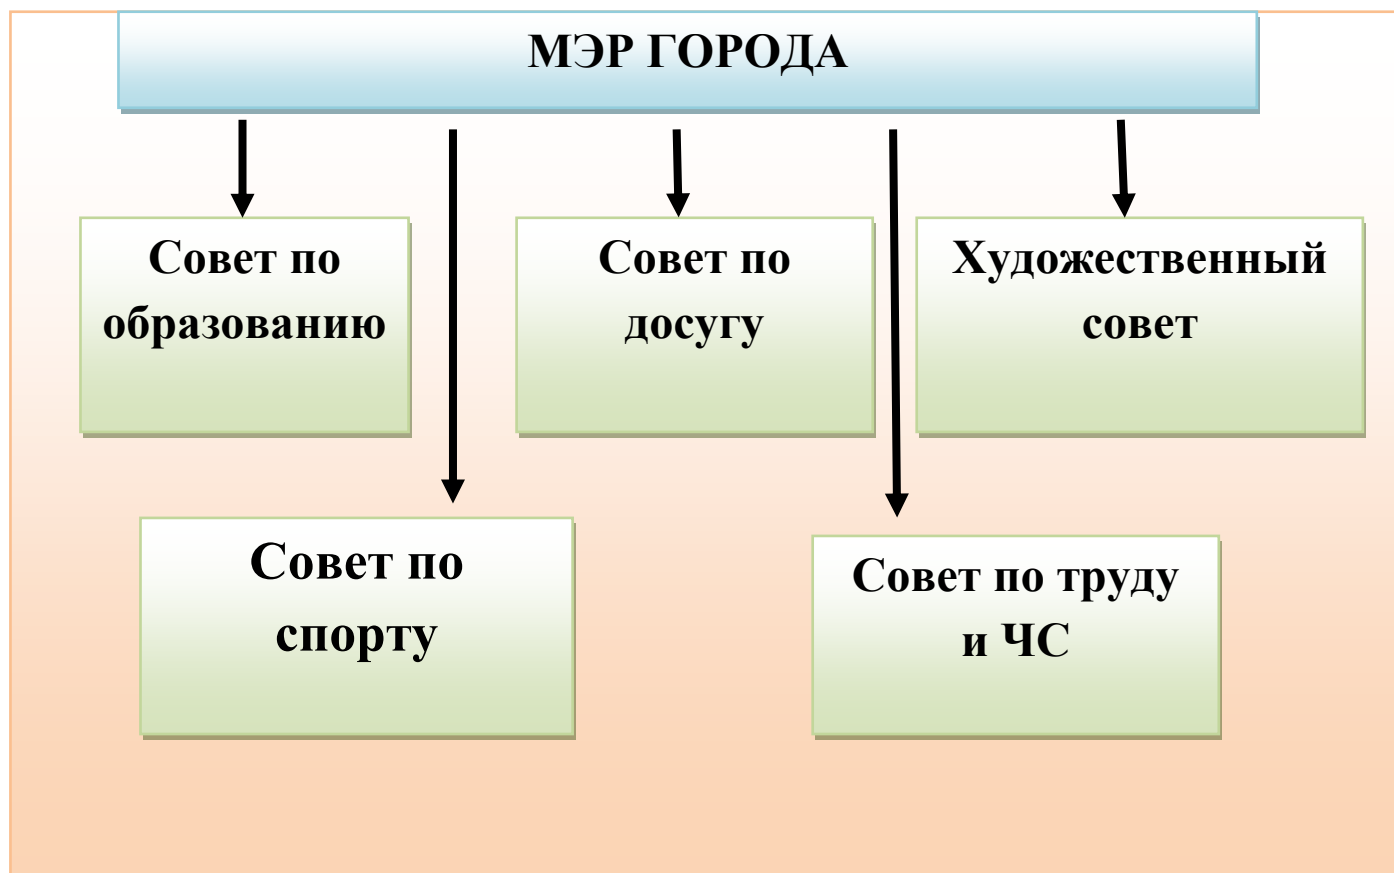 МЭР ГОРОДА
Совет по
образованию
Совет по
досугу
Художественный
совет
Совет по
спорту
Совет по труду
и ЧС